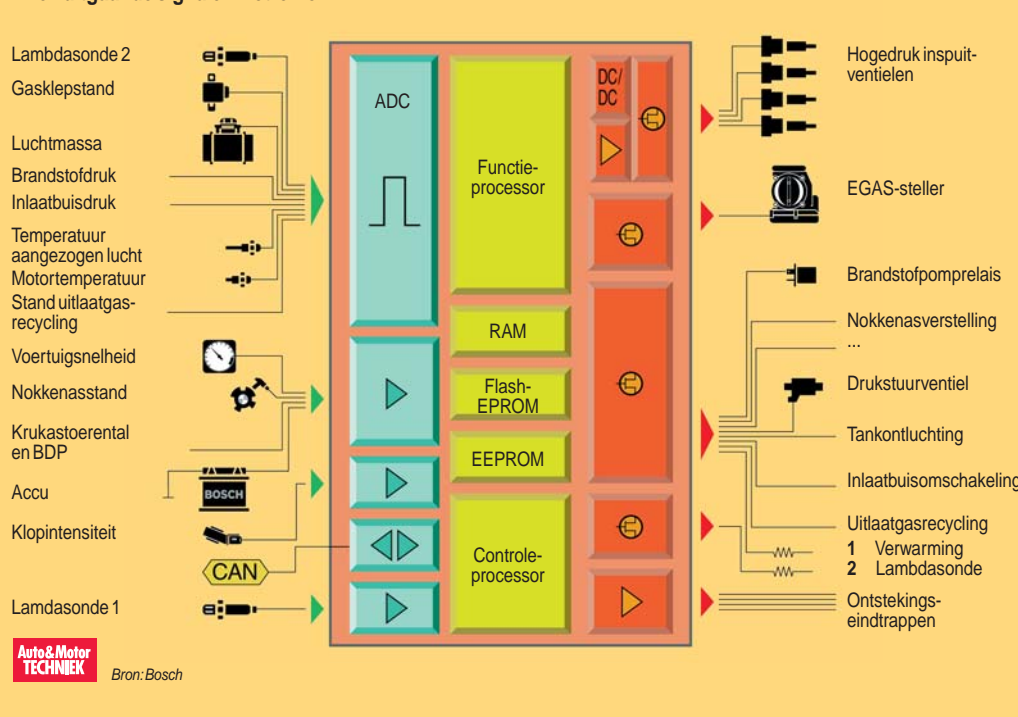 Lambdasonde 2
Gasklepstand
Luchtmassa
Brandstofdruk
Inlaatbuisdruk
Temperatuur
aangezogen lucht
Motortemperatuur
Stand uitlaatgas-
recycling
Voertuigsnelheid
Nokkenasstand
Krukastoerental
en BDP
Accu
BOSCH
Klopintensiteit
CAN
Lamdasonde 1
ADC
Functie-
processor
RAM
Flash-
EPROM
EEPROM
Controle-
processor
DC/
DC
Hogedruk inspuit-
ventielen
EGAS-steller
Brandstofpomprelais
Nokkenasverstelling
...
Drukstuurventiel
Tankontluchting
Inlaatbuisomschakeling
Uitlaatgasrecycling
1 Verwarming
2 Lambdasonde
Ontstekings-
eindtrappen
Auto&Motor
TECHNIEK
Bron: Bosch